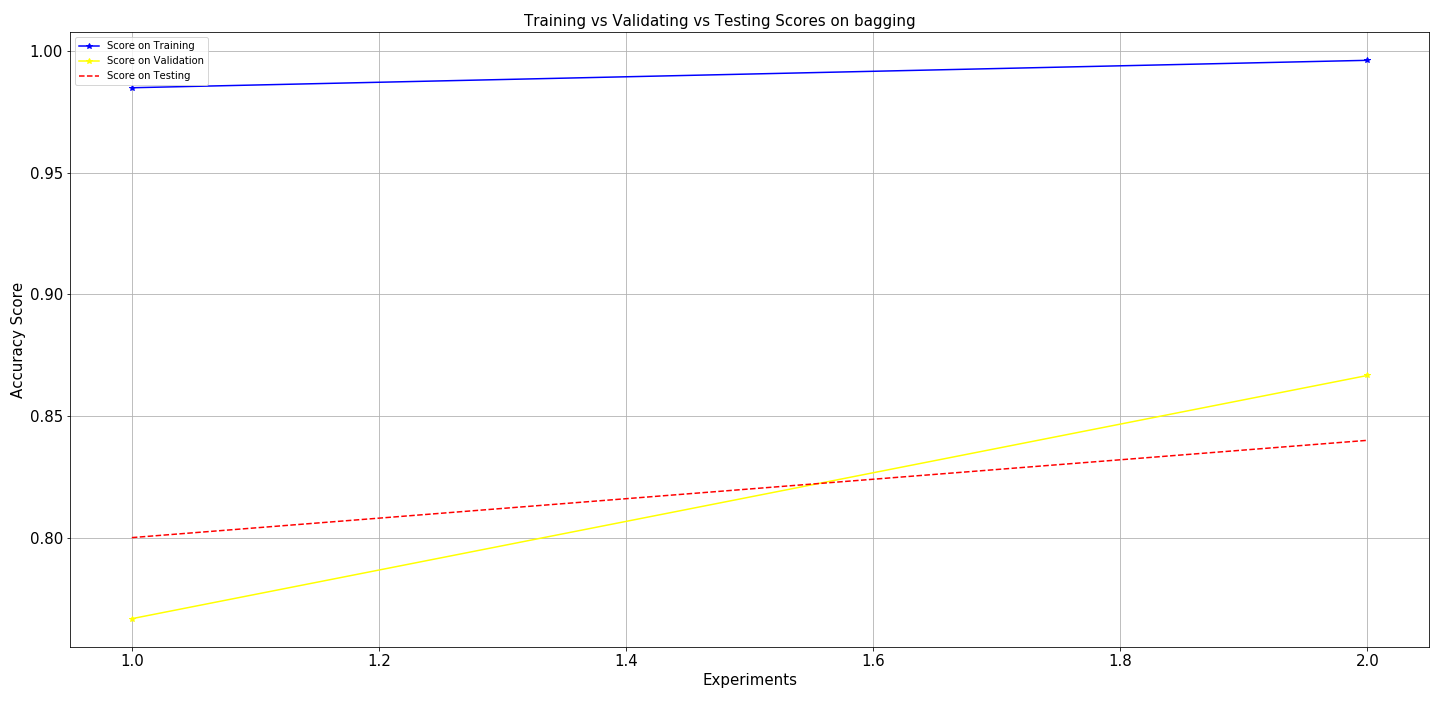 Training vs Validating vs Testing Scores on bagging
Score on Training
Score on Validation
Score on Testing
1.00
0.95
0.90
0.85
0.80
Accuracy Score
1.0 1.2 1.4 1.6 1.8 2.0
Experiments